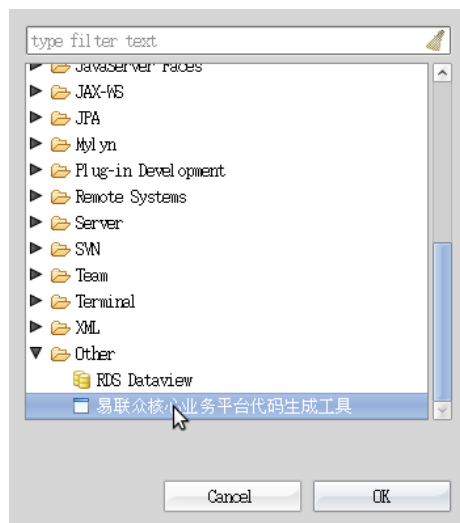 type filter text
JavaServer Faces
JAX-WS
JPA
Mylyn
Plug-in Development
Remote Systems
Server
SVN
Team
Terminal
XML
Other
RDS Dataview
易联众核心业务平台代码生成工具
Cancel
OK